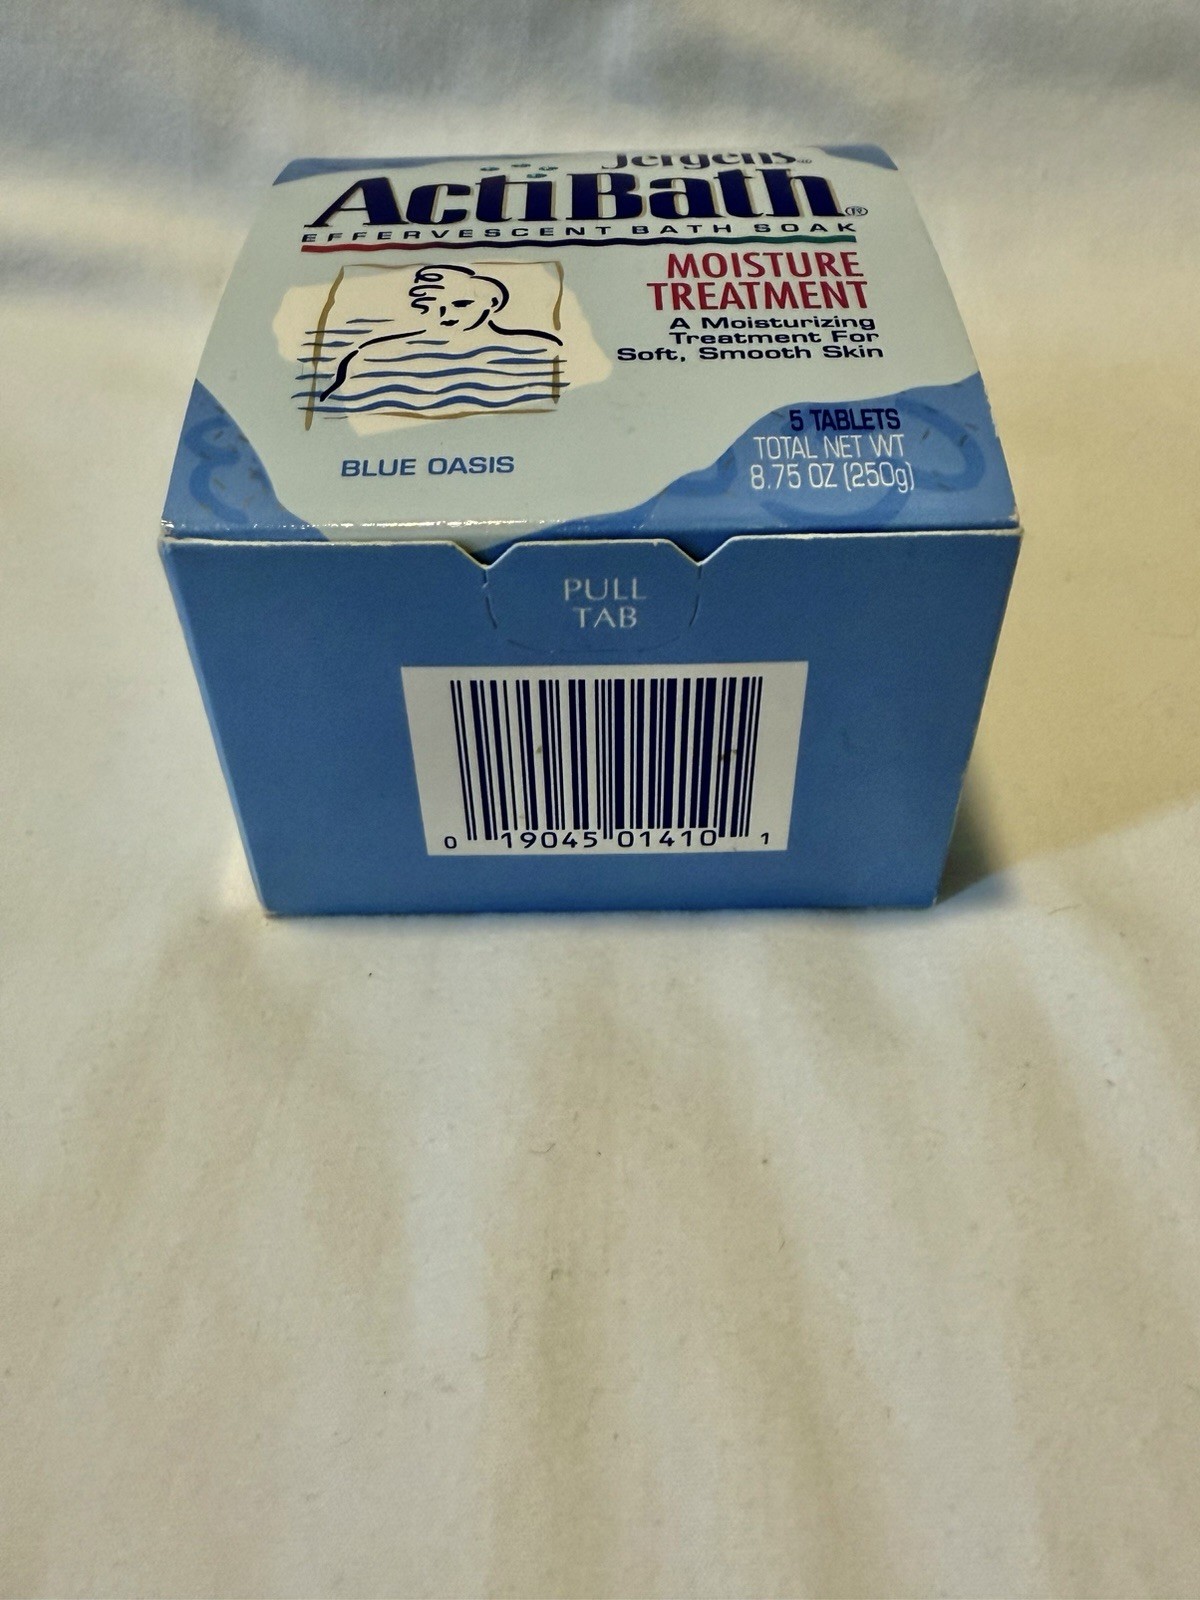 Jergens™
ActiBath®
EFFERVESCENT BATH SOAK
MOISTURE
TREATMENT
A Moisturizing
Treatment For
Soft, Smooth Skin
5 TABLETS
TOTAL NET WT
8.75 OZ (250g)
BLUE OASIS
PULL
TAB
0 19045 01410 1